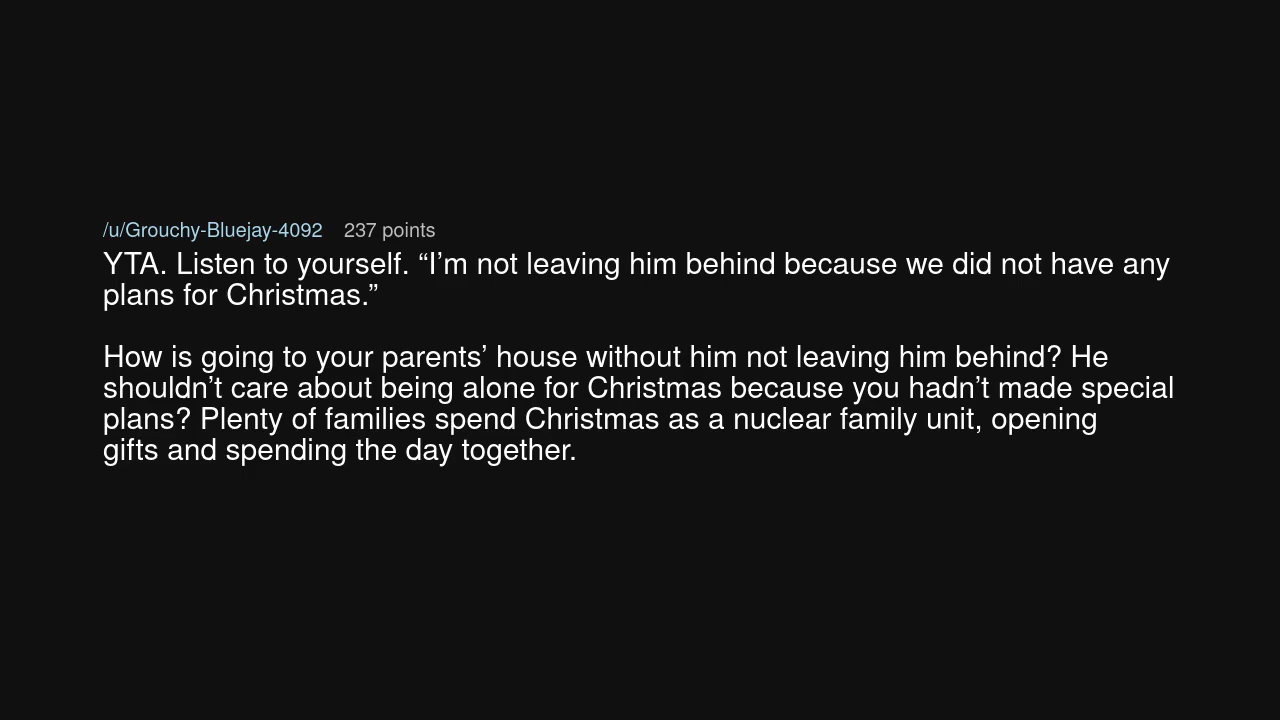 /u/Grouchy-Bluejay-4092 237 points
YTA. Listen to yourself. “I’m not leaving him behind because we did not have any
plans for Christmas.”
How is going to your parents’ house without him not leaving him behind? He
shouldn’t care about being alone for Christmas because you hadn’t made special
plans? Plenty of families spend Christmas as a nuclear family unit, opening
gifts and spending the day together.